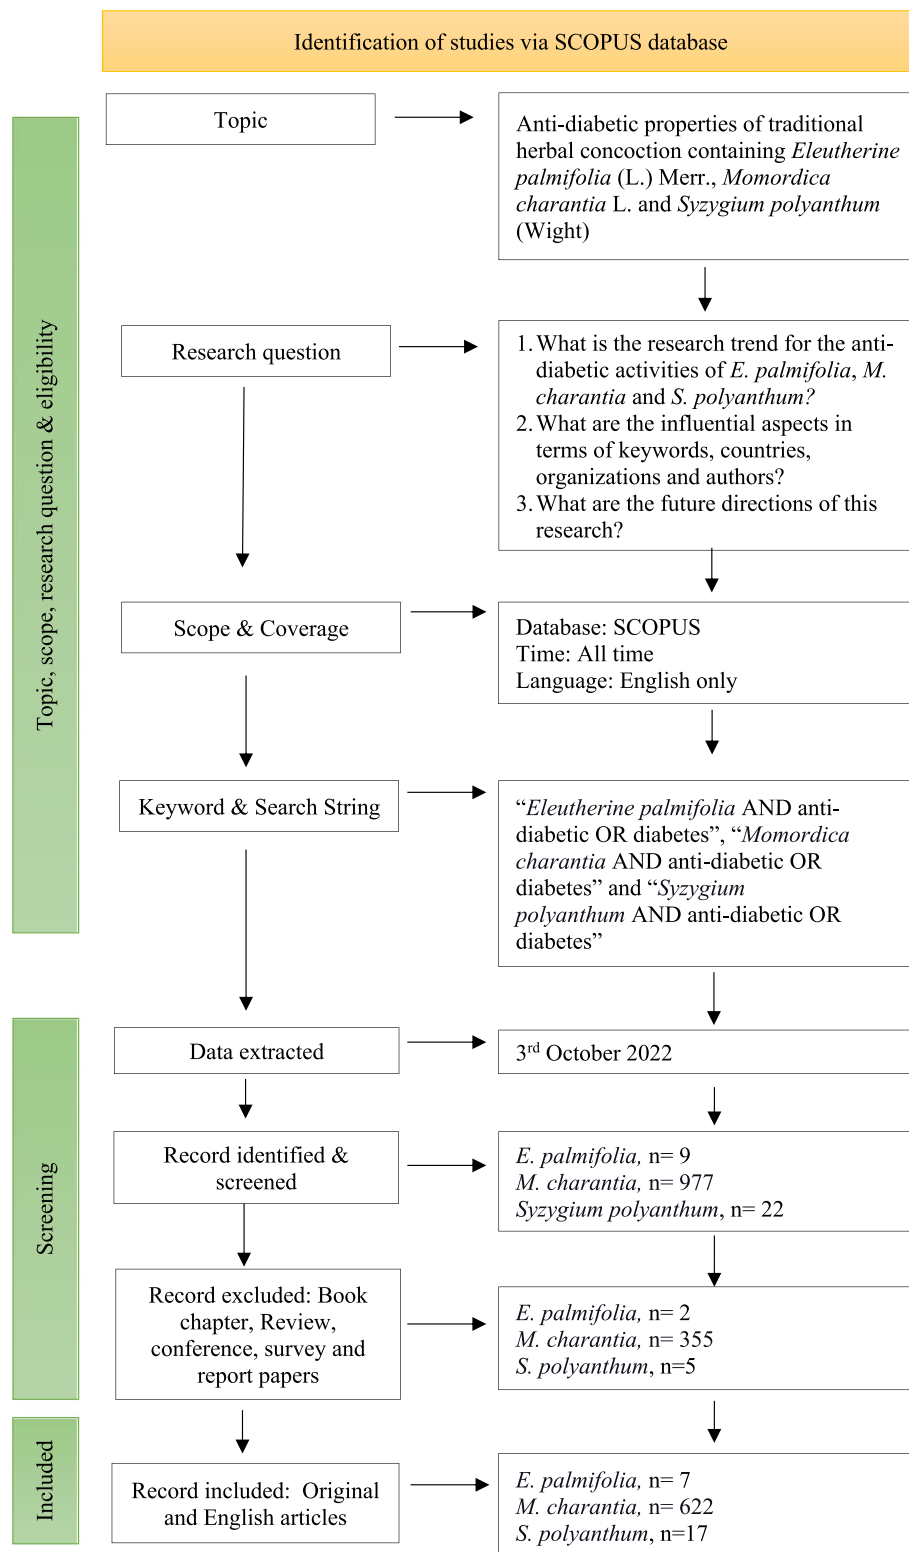 Identification of studies via SCOPUS database
Topic, scope, research question & eligibility
Topic
Anti-diabetic properties of traditional
herbal concoction containing Eleutherine
palmifolia (L.) Merr., Momordica
charantia L. and Syzygium polyanthum
(Wight)
Research question
1. What is the research trend for the anti-
diabetic activities of E. palmifolia, M.
charantia and S. polyanthum?
2. What are the influential aspects in
terms of keywords, countries,
organizations and authors?
3. What are the future directions of this
research?
Scope & Coverage
Database: SCOPUS
Time: All time
Language: English only
Keyword & Search String
“Eleutherine palmifolia AND anti-
diabetic OR diabetes”, “Momordica
charantia AND anti-diabetic OR
diabetes” and “Syzygium
polyanthum AND anti-diabetic OR
diabetes”
Screening
Data extracted
3rd October 2022
Record identified &
screened
E. palmifolia, n= 9
M. charantia, n= 977
Syzygium polyanthum, n= 22
Record excluded: Book
chapter, Review,
conference, survey and
report papers
E. palmifolia, n= 2
M. charantia, n= 355
S. polyanthum, n=5
Included
Record included: Original
and English articles
E. palmifolia, n= 7
M. charantia, n= 622
S. polyanthum, n=17